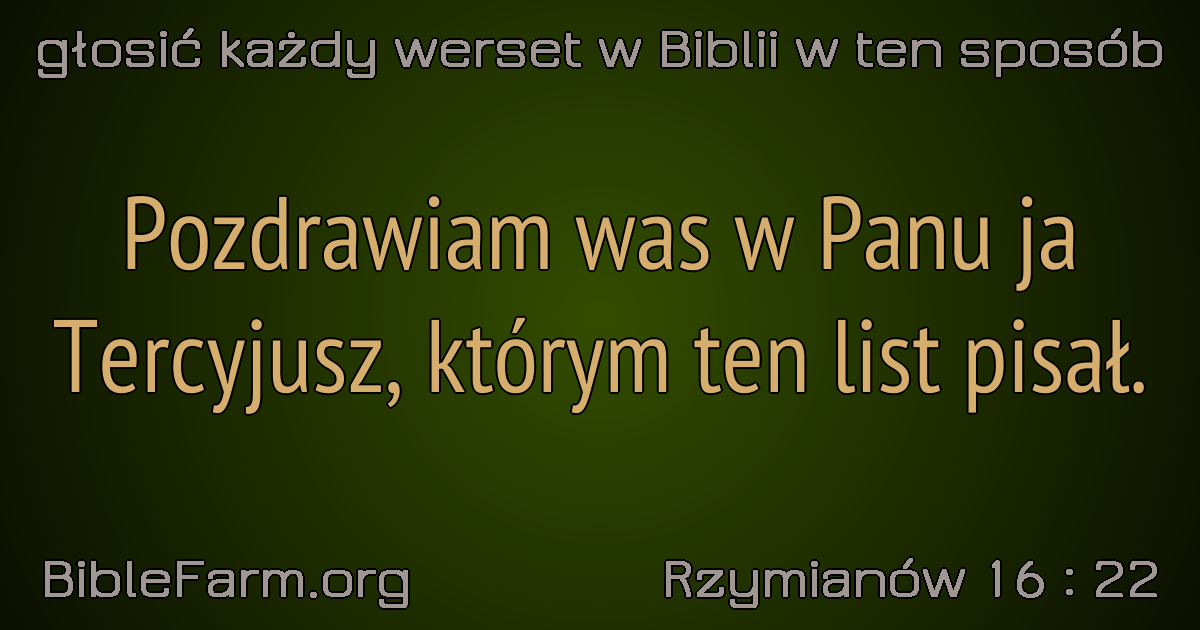 głosić każdy werset w Biblii w ten sposób
Pozdrawiam was w Panu ja
Tercyjusz, którym ten list pisał.
BibleFarm.org
Rzymianów 16 : 22